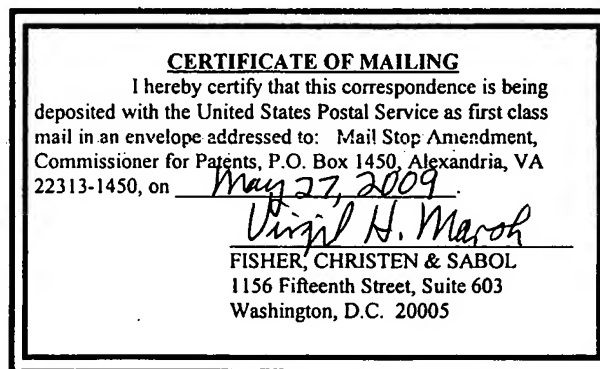 CERTIFICATE OF MAILING
I hereby certify that this correspondence is being
deposited with the United States Postal Service as first class
mail in an envelope addressed to: Mail Stop Amendment,
Commissioner for Patents, P.O. Box 1450, Alexandria, VA
22313-1450, on May 27, 2009.
Virgil H. Marsh
FISHER, CHRISTEN & SABOL
1156 Fifteenth Street, Suite 603
Washington, D.C. 20005